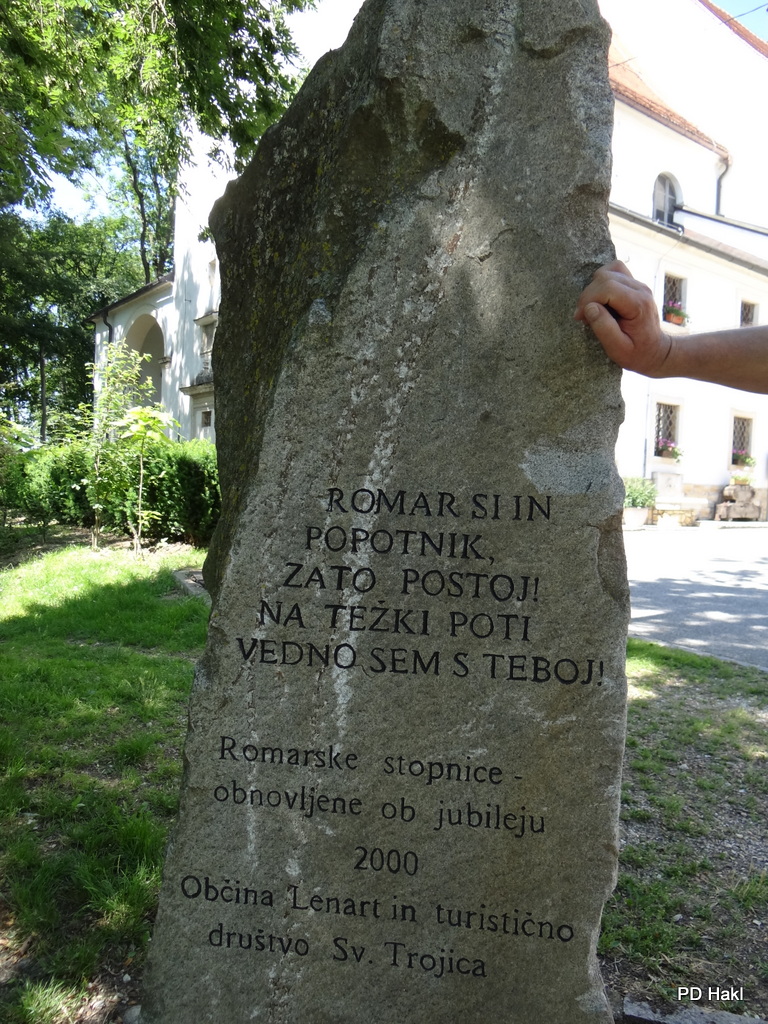 ROMAR SI IN
POPOTNIK,
ZATO POSTOJ!
NA TEŽKI POTI
VEDNO SEM S TEBOJ!
Romarske stopnice -
obnovljene ob jubileju
2000
Občina Lenart in turistično
društvo Sv. Trojica
PD Hakl